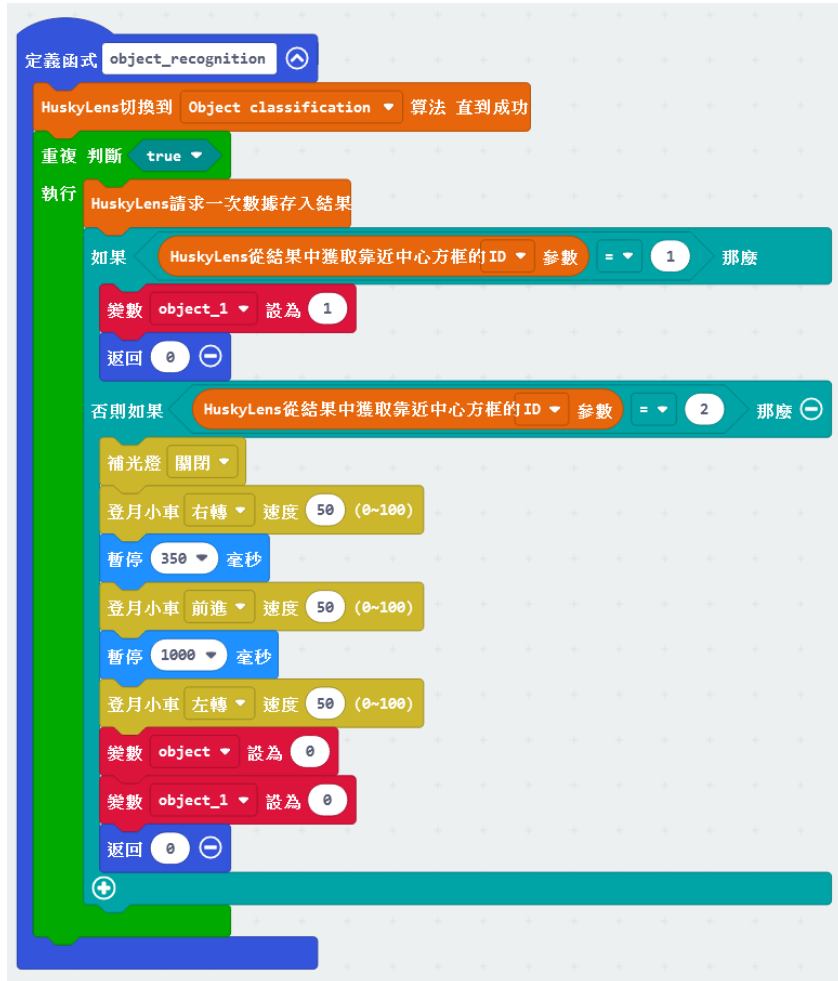 定義函式 object_recognition
HuskyLens切換到 Object classification 算法 直到成功
重複 判斷 true
執行
HuskyLens請求一次數據存入結果
如果 HuskyLens從結果中獲取靠近中心方框的 ID 參數 = 1 那麼
變數 object_1 設為 1
返回 0
否則如果 HuskyLens從結果中獲取靠近中心方框的 ID 參數 = 2 那麼
補光燈 關閉
登月小車 右轉 速度 50 (0~100)
暫停 350 毫秒
登月小車 前進 速度 50 (0~100)
暫停 1000 毫秒
登月小車 左轉 速度 50 (0~100)
變數 object 設為 0
變數 object_1 設為 0
返回 0